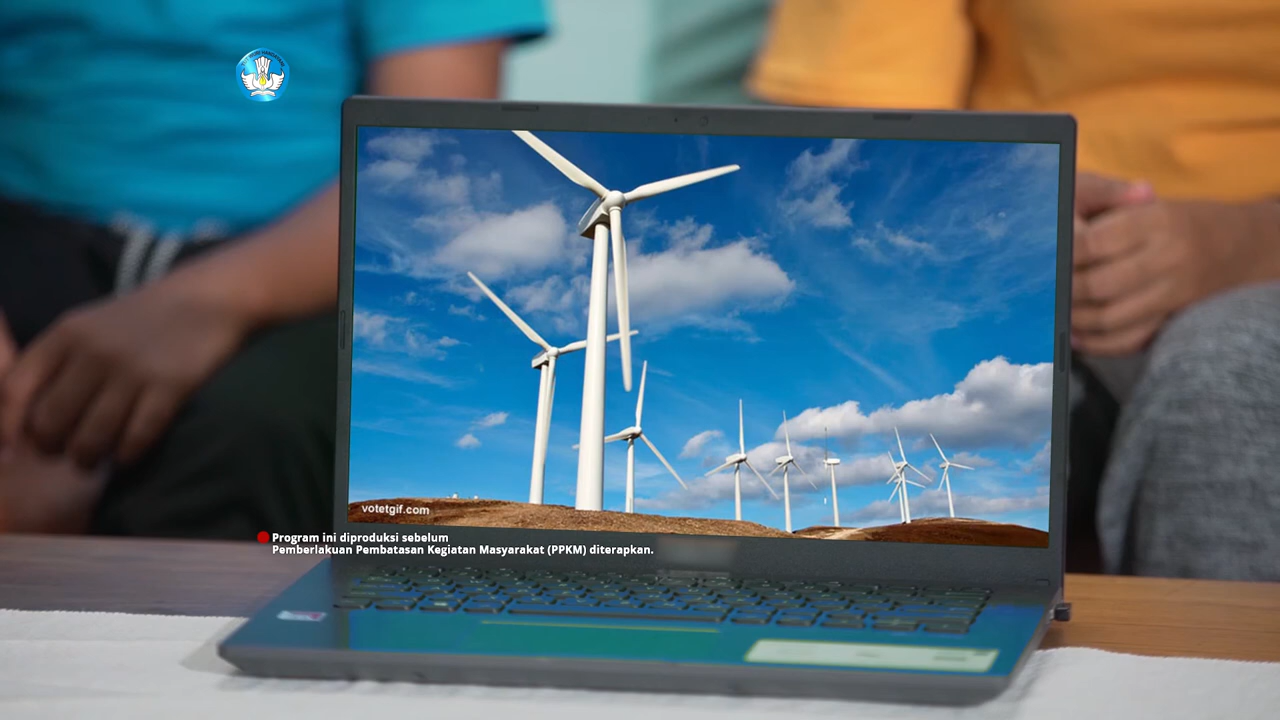 votetgif.com
Program ini diproduksi sebelum
Pemberlakuan Pembatasan Kegiatan Masyarakat (PPKM) diterapkan.